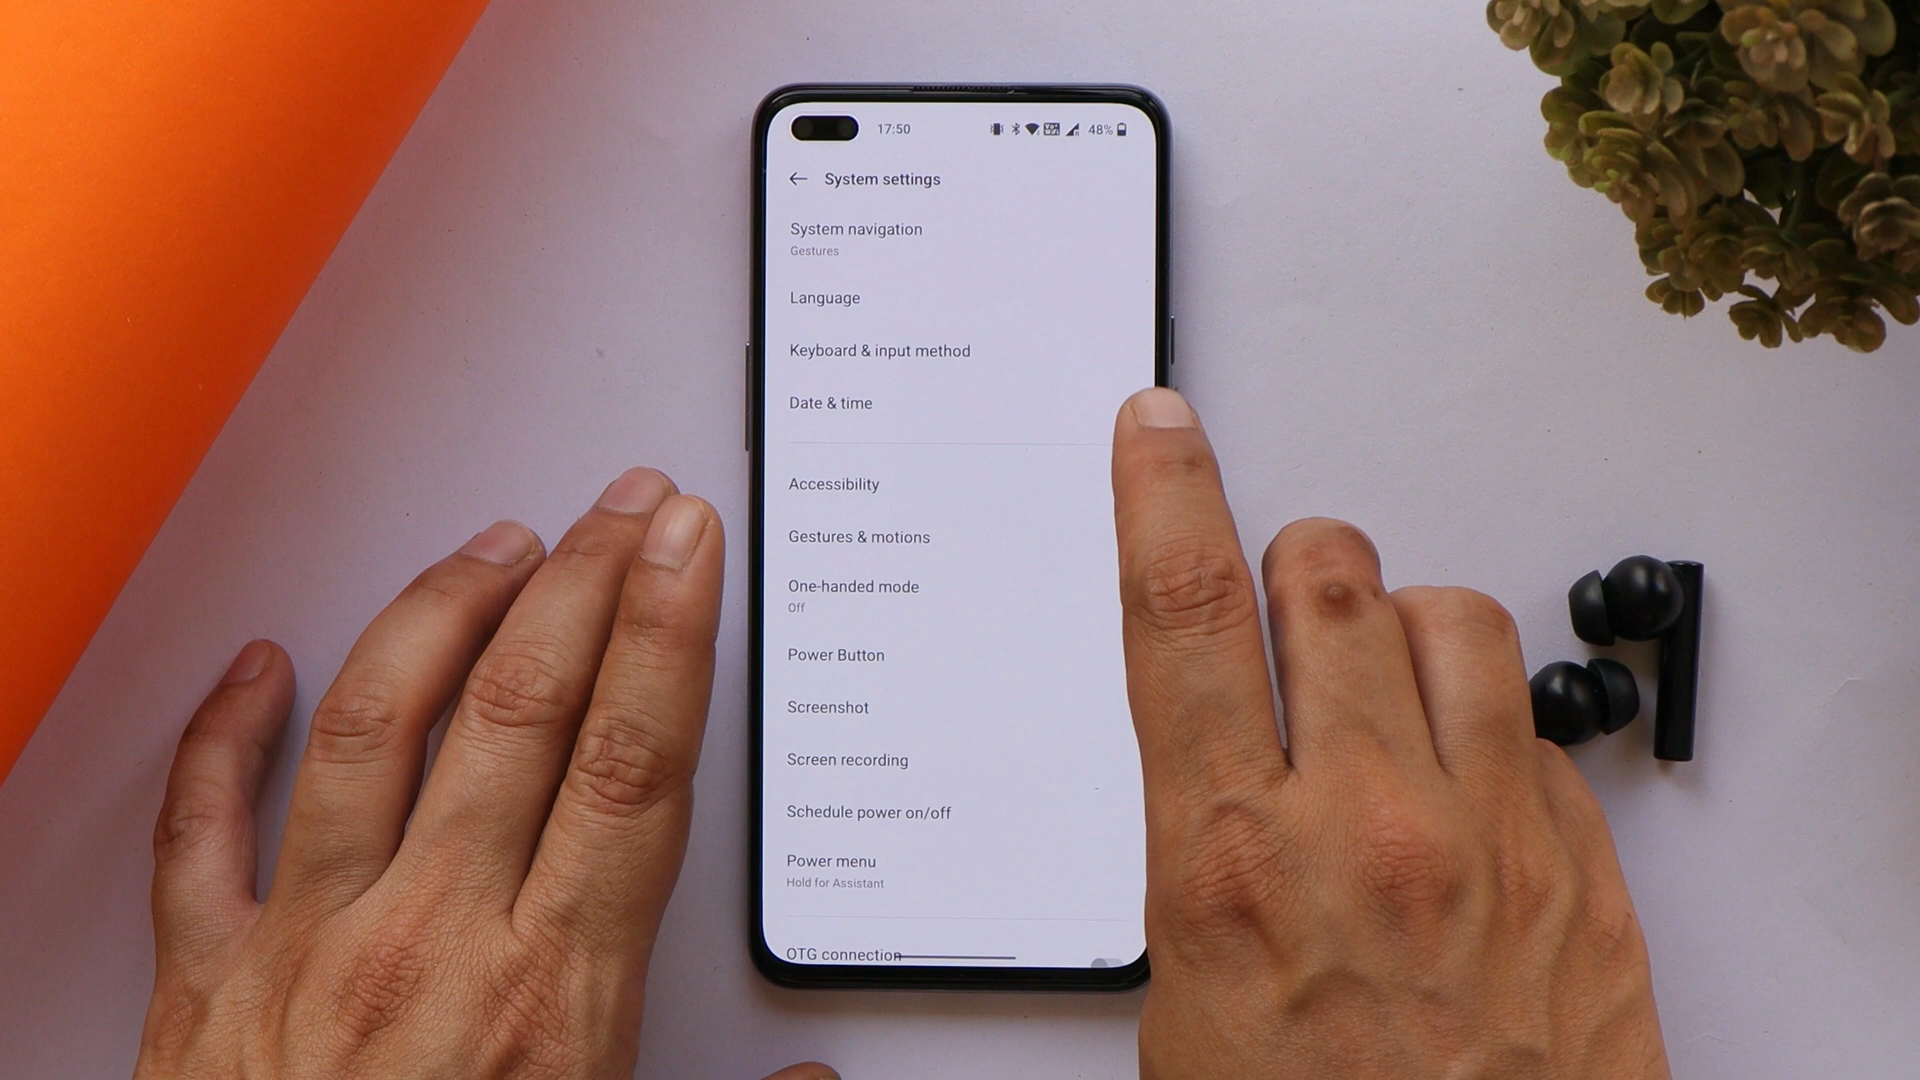 17:50
48%
System settings
System navigation
Gestures
Language
Keyboard & input method
Date & time
Accessibility
Gestures & motions
One-handed mode
Off
Power Button
Screenshot
Screen recording
Schedule power on/off
Power menu
Hold for Assistant
OTG connection